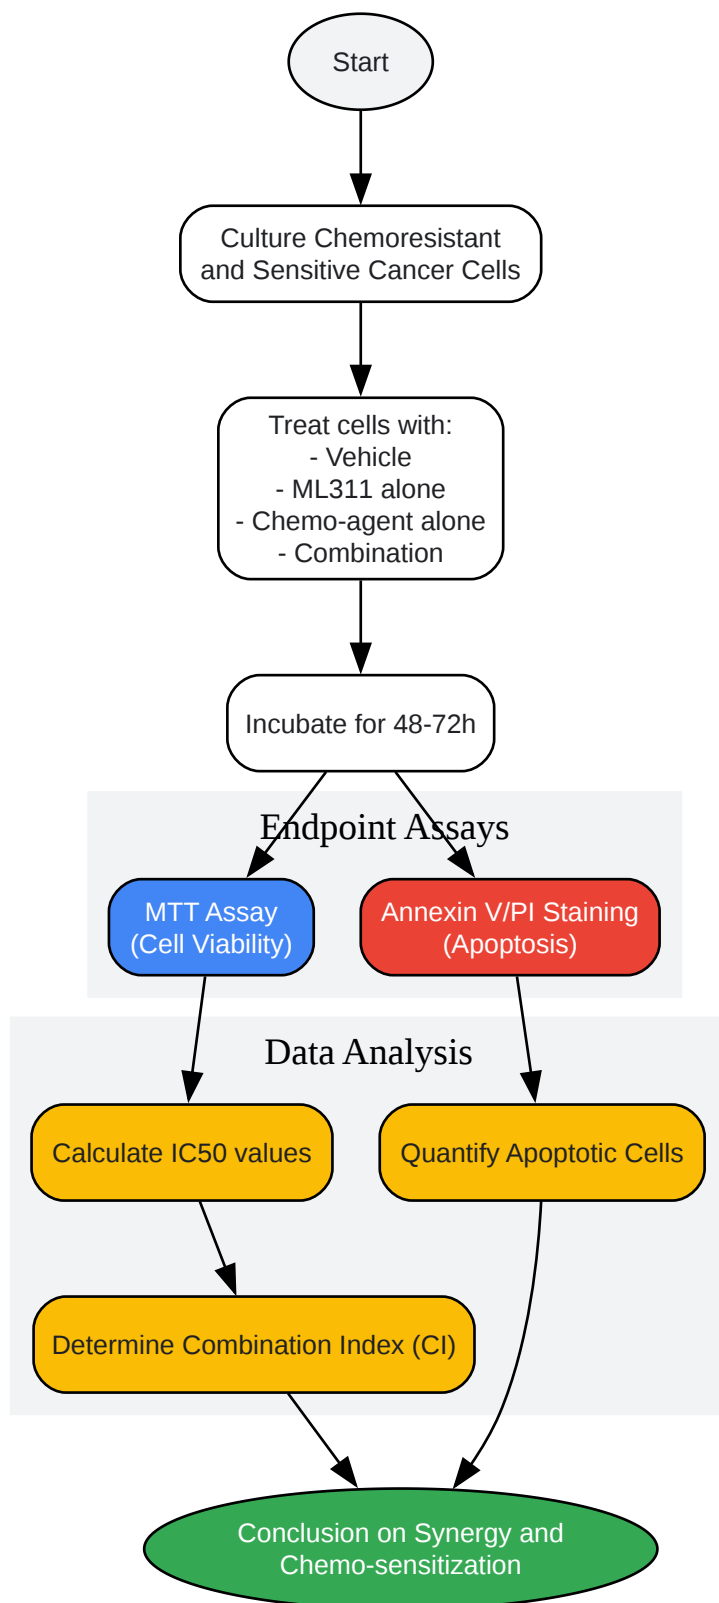 Start
Culture Chemoresistant
and Sensitive Cancer Cells
Treat cells with:
- Vehicle
- ML311 alone
- Chemo-agent alone
- Combination
Incubate for 48-72h
Endpoint Assays
MTT Assay
(Cell Viability)
Annexin V/PI Staining
(Apoptosis)
Data Analysis
Calculate IC50 values
Quantify Apoptotic Cells
Determine Combination Index (CI)
Conclusion on Synergy and
Chemo-sensitization